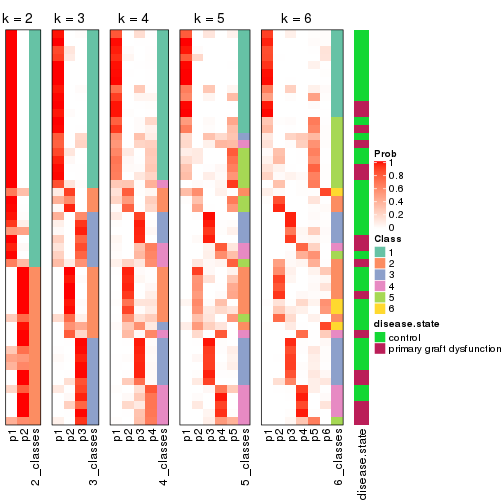 k = 2 k = 3 k = 4 k = 5 k = 6
Prob
1
0.8
0.6
0.4
0.2
0
Class
1
2
3
4
5
6
disease.state
control
primary graft dysfunction
p1 p2 2_classes p1 p2 p3 3_classes p1 p2 p3 p4 4_classes p1 p2 p3 p4 p5 5_classes p1 p2 p3 p4 p5 p6 6_classes disease.state